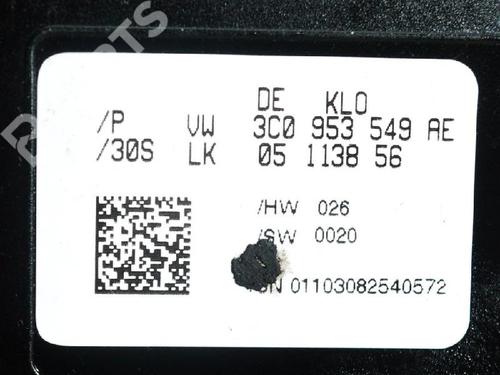 DE KLO
/P VW 3C0 953 549 AE
/30S LK 05 1138 56
/HW 026
/SW 0020
01103082540572